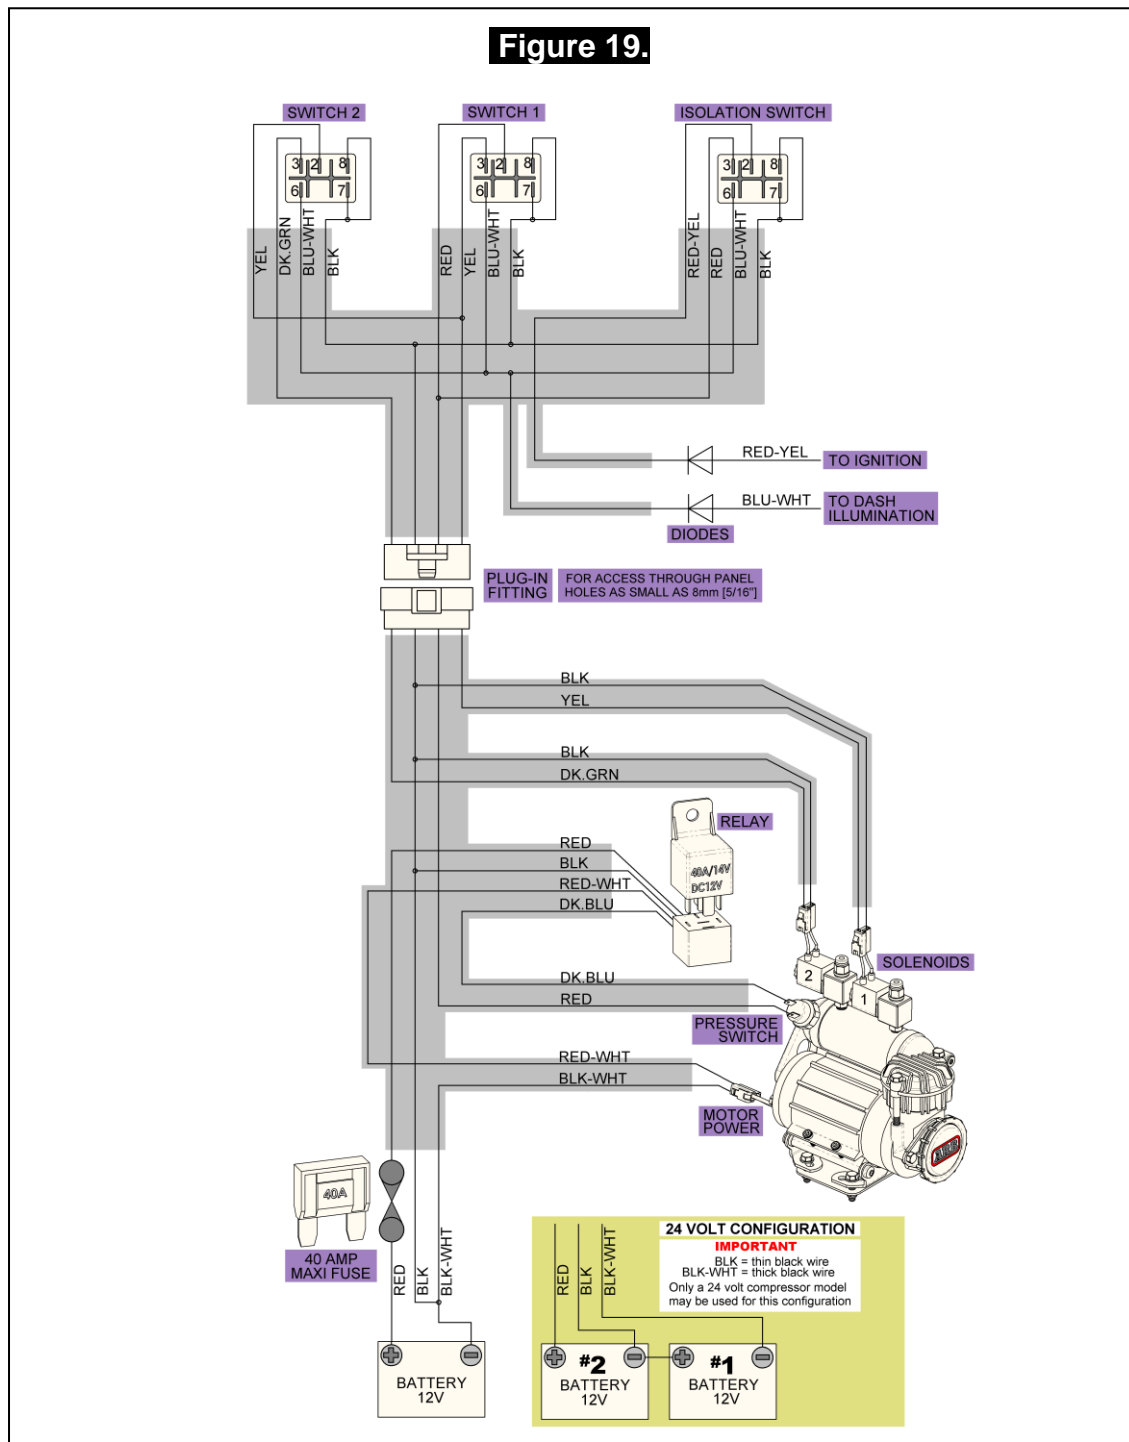 Figure 19.
SWITCH 2
SWITCH 1
ISOLATION SWITCH
3 2 8
6 7
3 2 8
6 7
3 2 8
6 7
YEL
DK.GRN
BLU-WHT
BLK
RED
YEL
BLU-WHT
BLK
RED-YEL
RED
BLU-WHT
BLK
RED-YEL
TO IGNITION
BLU-WHT
TO DASH
ILLUMINATION
DIODES
PLUG-IN
FITTING
FOR ACCESS THROUGH PANEL
HOLES AS SMALL AS 8mm [5/16"]
BLK
YEL
BLK
DK.GRN
RELAY
40A/14V
DC12V
RED
BLK
RED-WHT
DK.BLU
SOLENOIDS
2
1
DK.BLU
RED
PRESSURE
SWITCH
RED-WHT
BLK-WHT
MOTOR
POWER
ARB
40A
40 AMP
MAXI FUSE
RED
BLK
BLK-WHT
BATTERY
12V
24 VOLT CONFIGURATION
IMPORTANT
BLK = thin black wire
BLK-WHT = thick black wire
Only a 24 volt compressor model
may be used for this configuration
RED
BLK
BLK-WHT
#2
BATTERY
12V
#1
BATTERY
12V